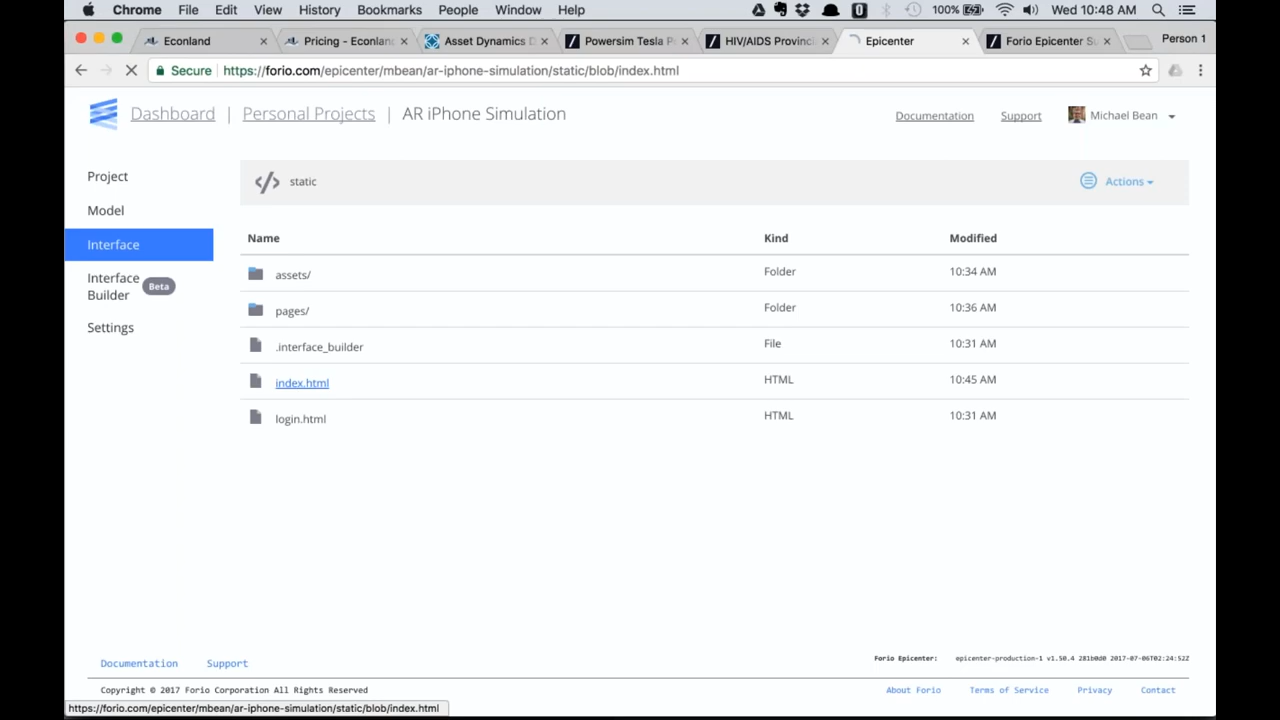 Chrome File Edit View History Bookmarks People Window Help 100% Wed 10:48 AM
Econland Pricing - Econlan Asset Dynamics Powersim Tesla HIV/AIDS Provinci Epicenter Forio Epicenter Su Person 1
Secure https://forio.com/epicenter/mbean/ar-iphone-simulation/static/blob/index.html
Dashboard | Personal Projects | AR iPhone Simulation Documentation Support Michael Bean
Project
Model
Interface
Interface Builder Beta
Settings
</> static Actions
Name Kind Modified
assets/ Folder 10:34 AM
pages/ Folder 10:36 AM
.interface_builder File 10:31 AM
index.html HTML 10:45 AM
login.html HTML 10:31 AM
Documentation Support Forio Epicenter: epicenter-production-1 v1.50.4 281b0d0 2017-07-06T02:24:52Z
Copyright © 2017 Forio Corporation All Rights Reserved About Forio Terms of Service Privacy Contact
https://forio.com/epicenter/mbean/ar-iphone-simulation/static/blob/index.html